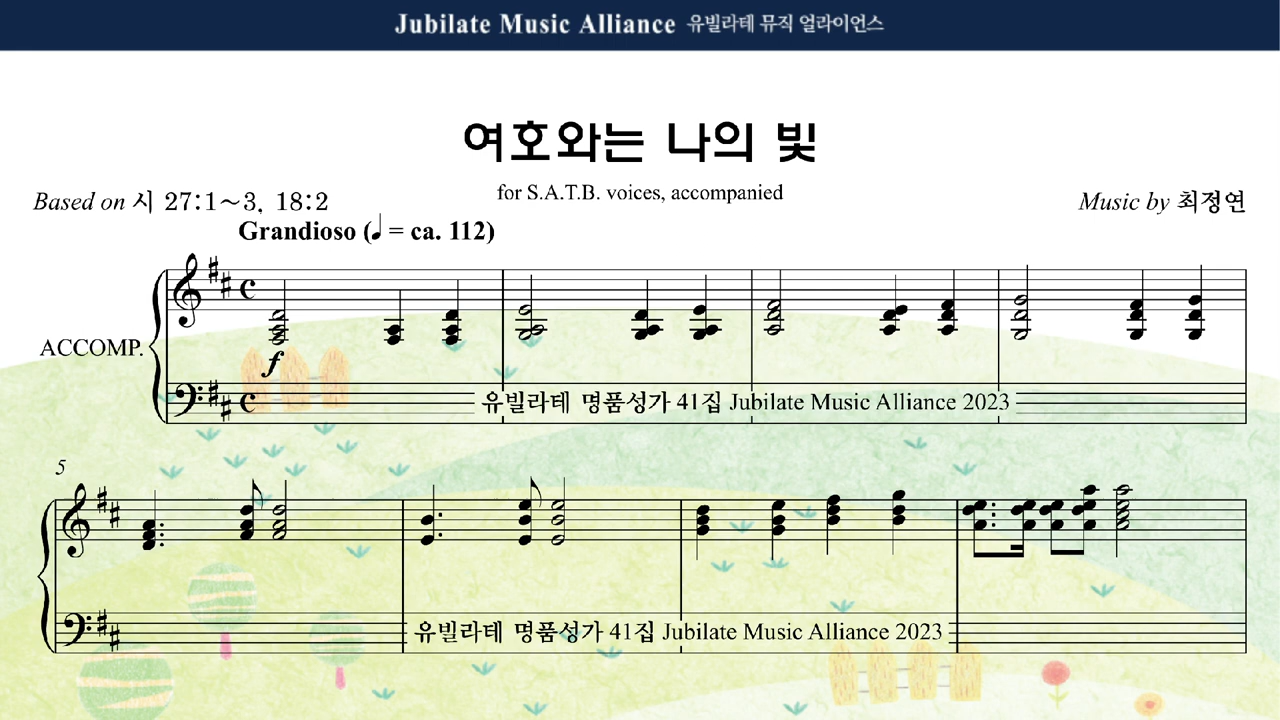 Jubilate Music Alliance 유빌라테 뮤직 얼라이언스
여호와는 나의 빛
for S.A.T.B. voices, accompanied
Based on 시 27:1~3, 18:2
Music by 최정연
Grandioso (♩ = ca. 112)
ACCOMP.
f
유빌라테 명품성가 41집 Jubilate Music Alliance 2023
5
유빌라테 명품성가 41집 Jubilate Music Alliance 2023